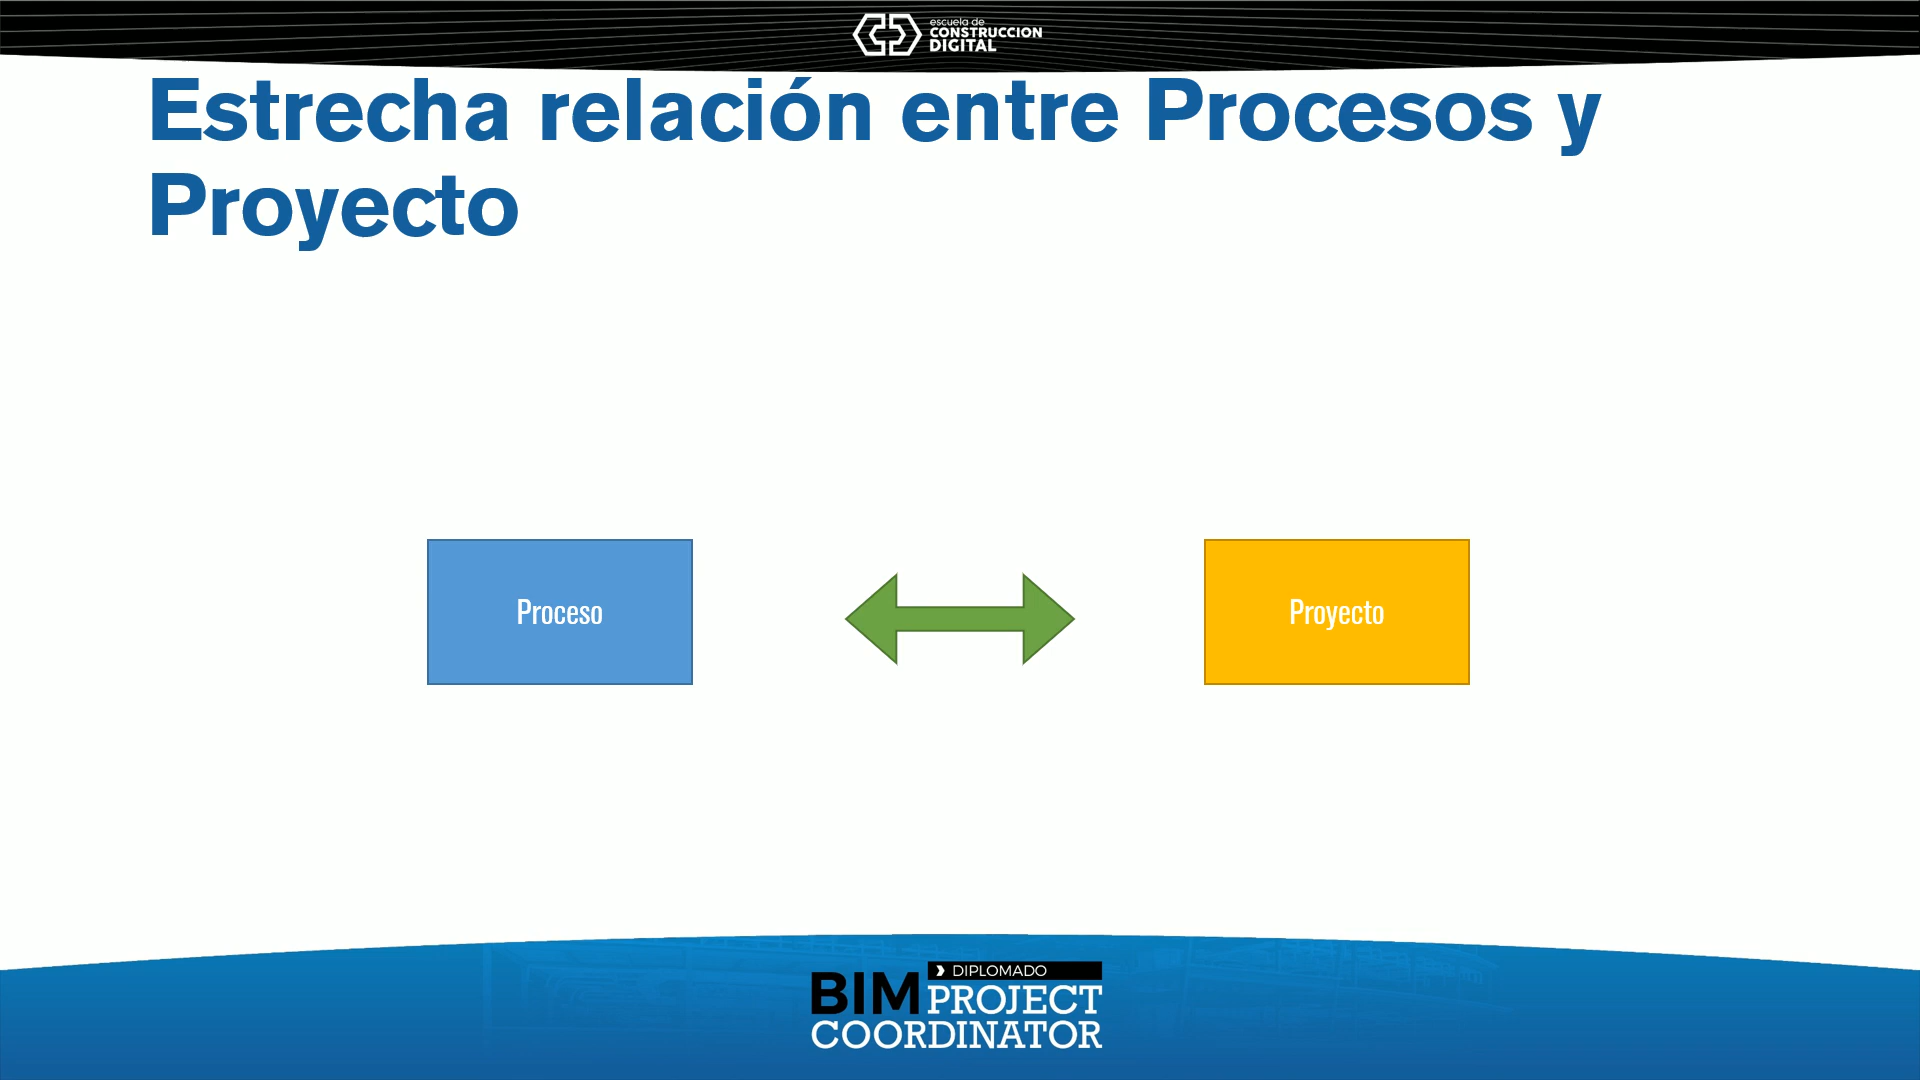 escuela de
CONSTRUCCION
DIGITAL
Estrecha relación entre Procesos y
Proyecto
Proceso
Proyecto
DIPLOMADO
BIM PROJECT
COORDINATOR